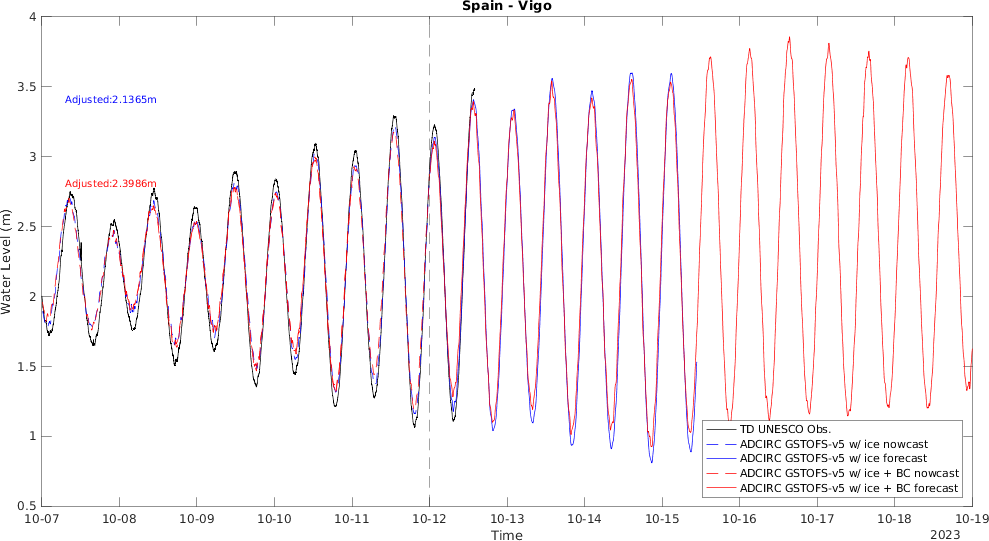 Spain - Vigo
4
3.5
3
2.5
2
1.5
1
0.5
Water Level (m)
Adjusted:2.1365m
Adjusted:2.3986m
TD UNESCO Obs.
ADCIRC GSTOFS-v5 w/ ice nowcast
ADCIRC GSTOFS-v5 w/ ice forecast
ADCIRC GSTOFS-v5 w/ ice + BC nowcast
ADCIRC GSTOFS-v5 w/ ice + BC forecast
10-07 10-08 10-09 10-10 10-11 10-12 10-13 10-14 10-15 10-16 10-17 10-18 10-19
Time
2023